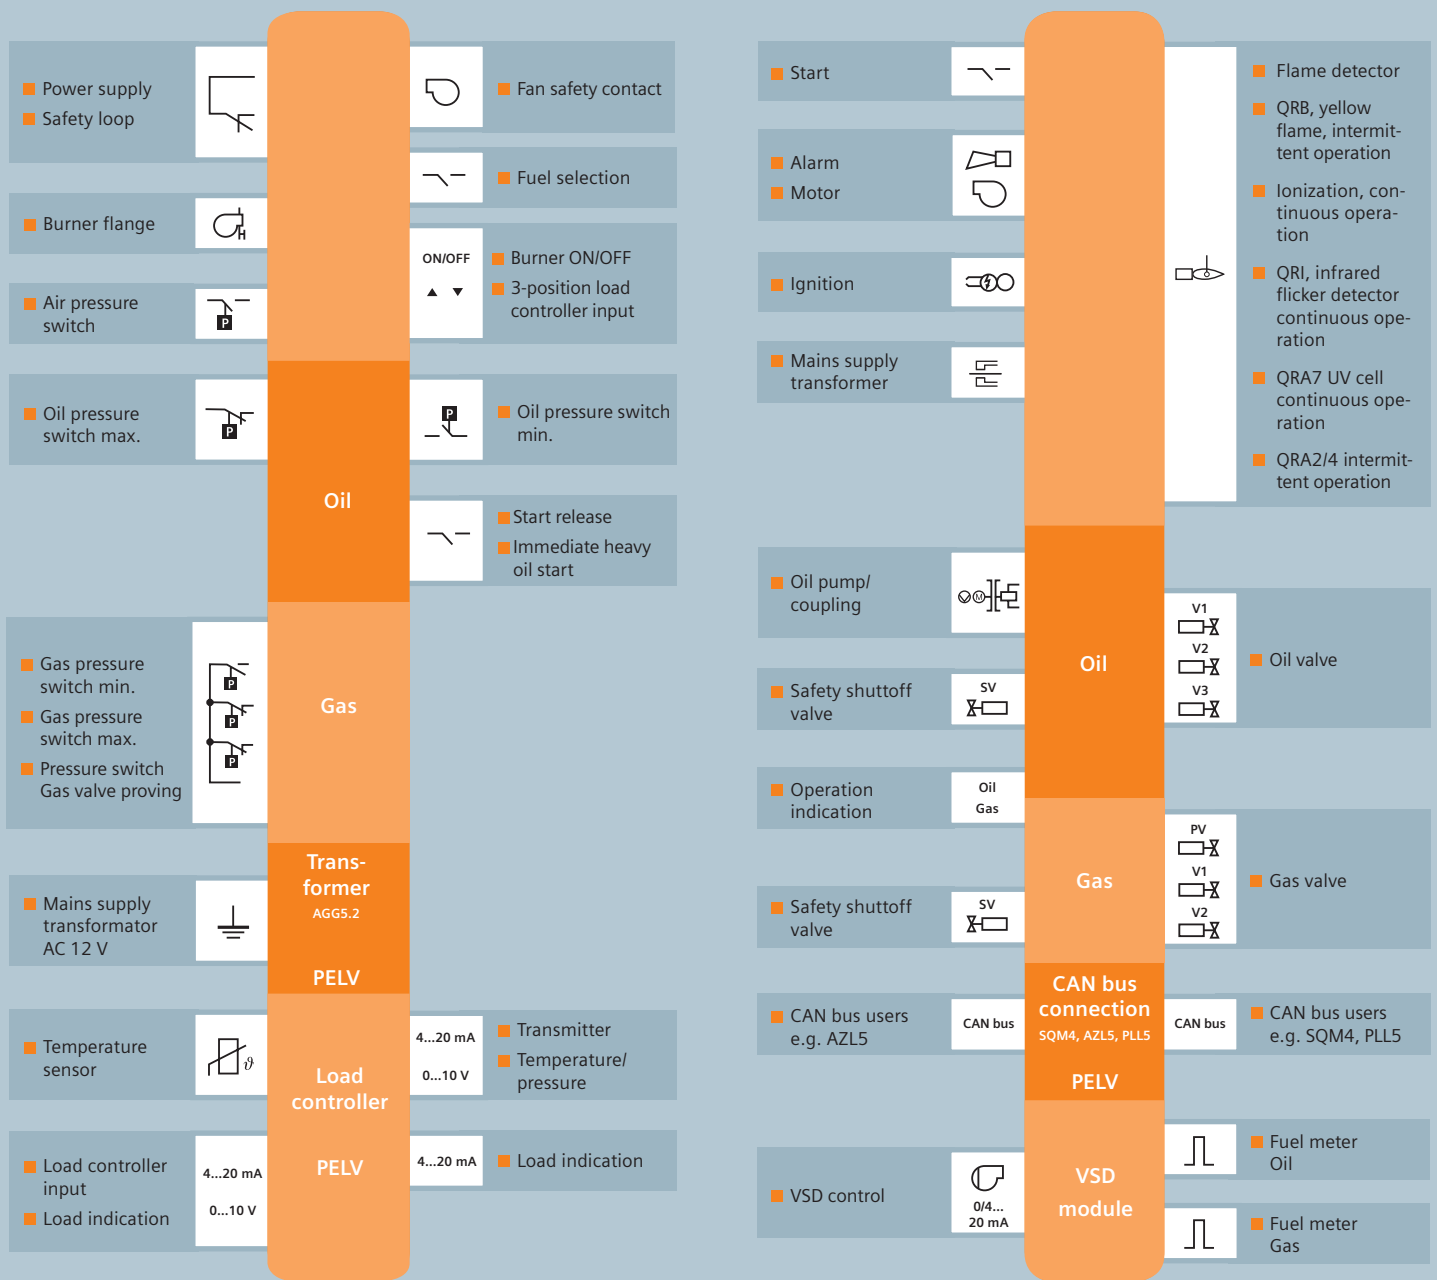 Power supply
Safety loop
Burner flange
Air pressure
switch
P
Oil pressure
switch max.
P
Gas pressure
switch min.
Gas pressure
switch max.
Pressure switch
Gas valve proving
P
P
P
Mains supply
transformator
AC 12 V
Temperature
sensor
ϑ
Load controller
input
Load indication
4...20 mA
0...10 V
Oil
Gas
Trans-
former
AGG5.2
PELV
Load
controller
PELV
Fan safety contact
Fuel selection
ON/OFF
Burner ON/OFF
3-position load
controller input
P
Oil pressure switch
min.
Start release
Immediate heavy
oil start
4...20 mA
0...10 V
Transmitter
Temperature/
pressure
4...20 mA
Load indication
Start
Alarm
Motor
Ignition
Mains supply
transformer
Oil pump/
coupling
M
Safety shuttoff
valve
SV
Operation
indication
Oil
Gas
Safety shuttoff
valve
SV
CAN bus users
e.g. AZL5
CAN bus
VSD control
0/4...
20 mA
Oil
Gas
CAN bus
connection
SQM4, AZL5, PLL5
PELV
VSD
module
Flame detector
QRB, yellow
flame, intermit-
tent operation
Ionization, con-
tinuous opera-
tion
QRI, infrared
flicker detector
continuous ope-
ration
QRA7 UV cell
continuous ope-
ration
QRA2/4 intermit-
tent operation
V1
V2
V3
Oil valve
PV
V1
V2
Gas valve
CAN bus
CAN bus users
e.g. SQM4, PLL5
Fuel meter
Oil
Fuel meter
Gas